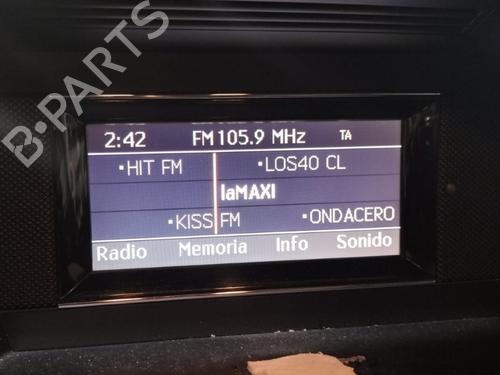 B-PARTS
2:42 FM 105.9 MHz TA
•HIT FM •LOS40 CL
laMAXI
•KISS FM •ONDACERO
Radio Memoria Info Sonido